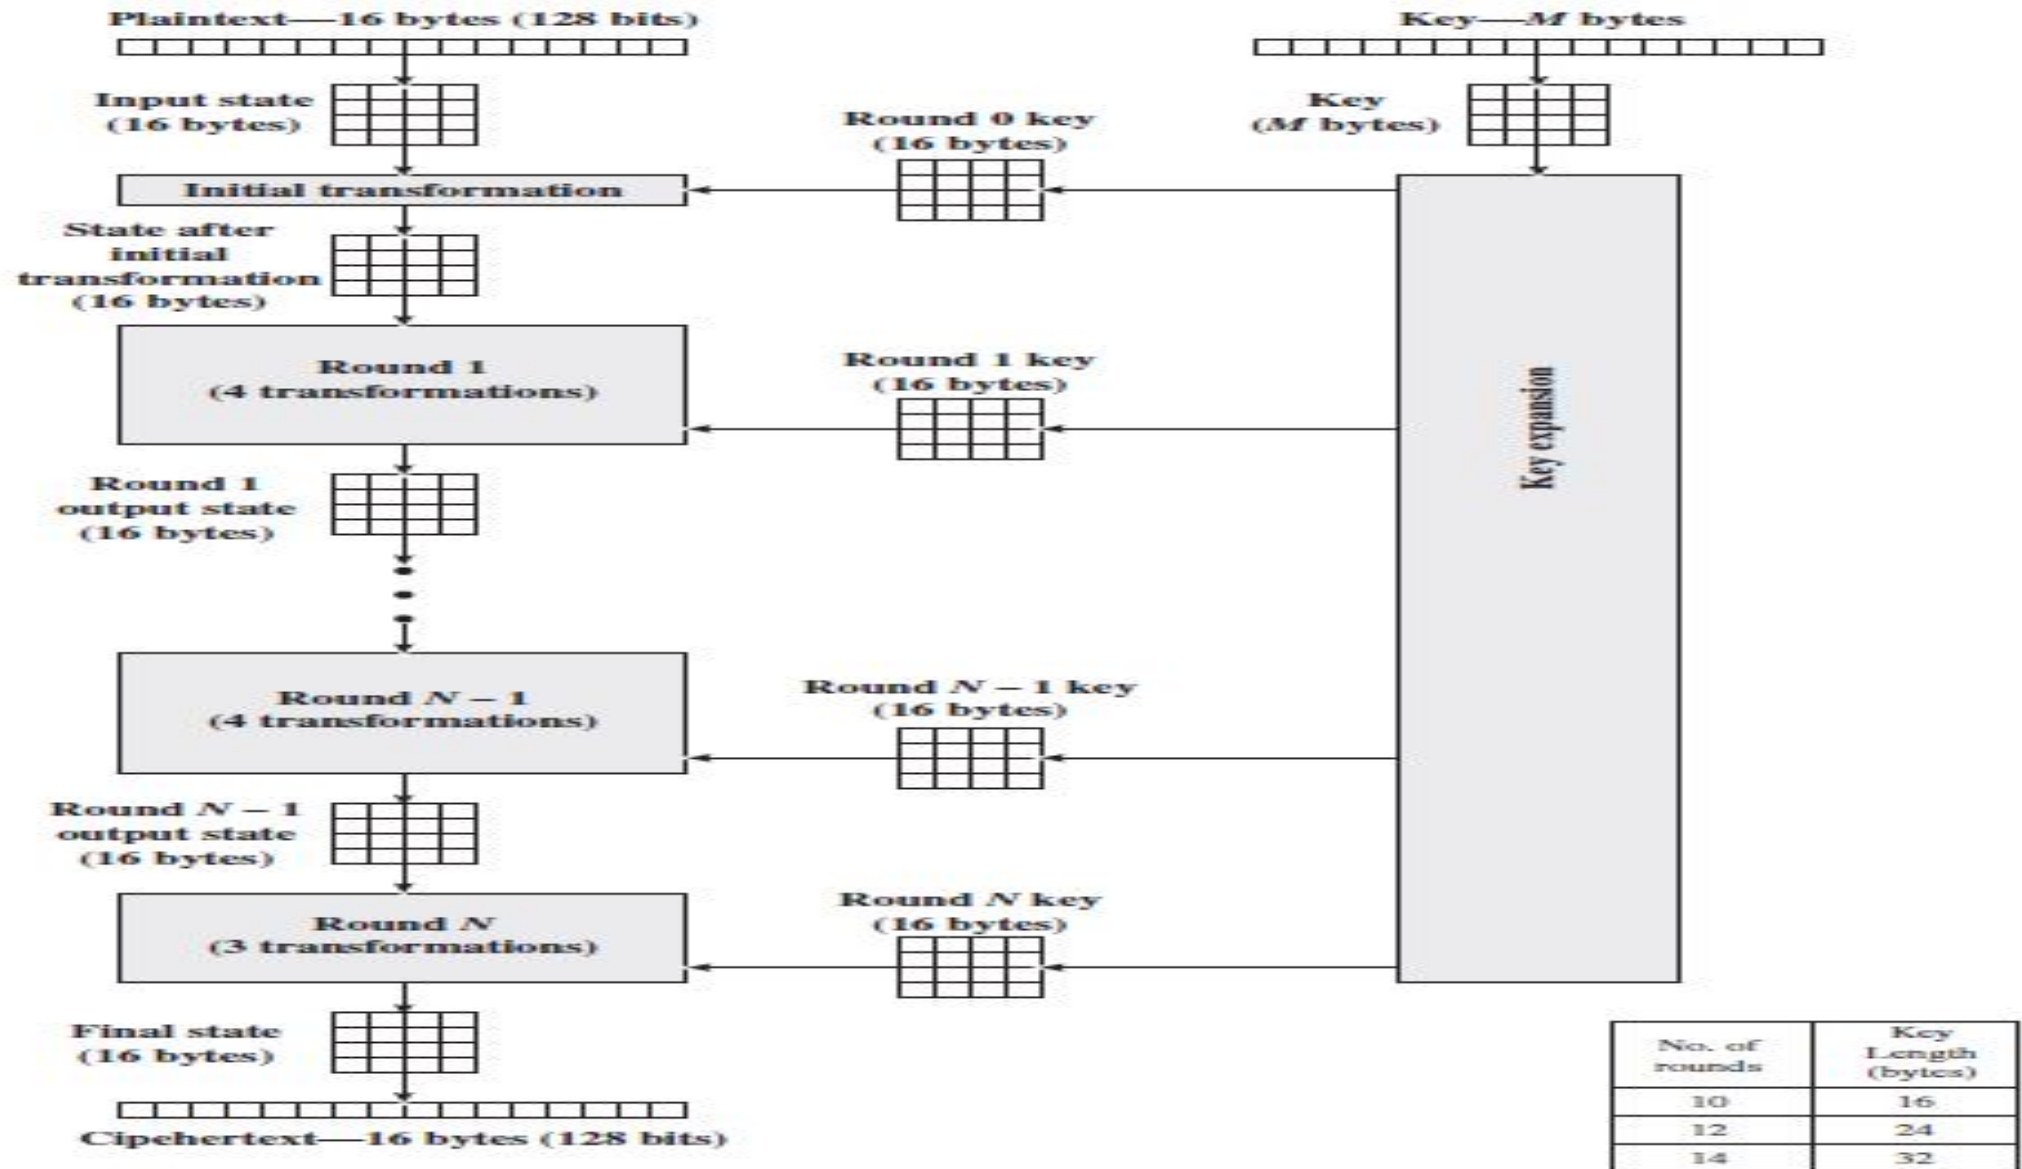 Plaintext—16 bytes (128 bits)
Key—M bytes
Input state
(16 bytes)
Key
(M bytes)
Round 0 key
(16 bytes)
Initial transformation
State after
initial
transformation
(16 bytes)
Round 1
(4 transformations)
Round 1 key
(16 bytes)
Key expansion
Round 1
output state
(16 bytes)
Round N – 1
(4 transformations)
Round N – 1 key
(16 bytes)
Round N – 1
output state
(16 bytes)
Round N
(3 transformations)
Round N key
(16 bytes)
Final state
(16 bytes)
Cipehertext—16 bytes (128 bits)
No. of
rounds
Key
Length
(bytes)
10 16
12 24
14 32